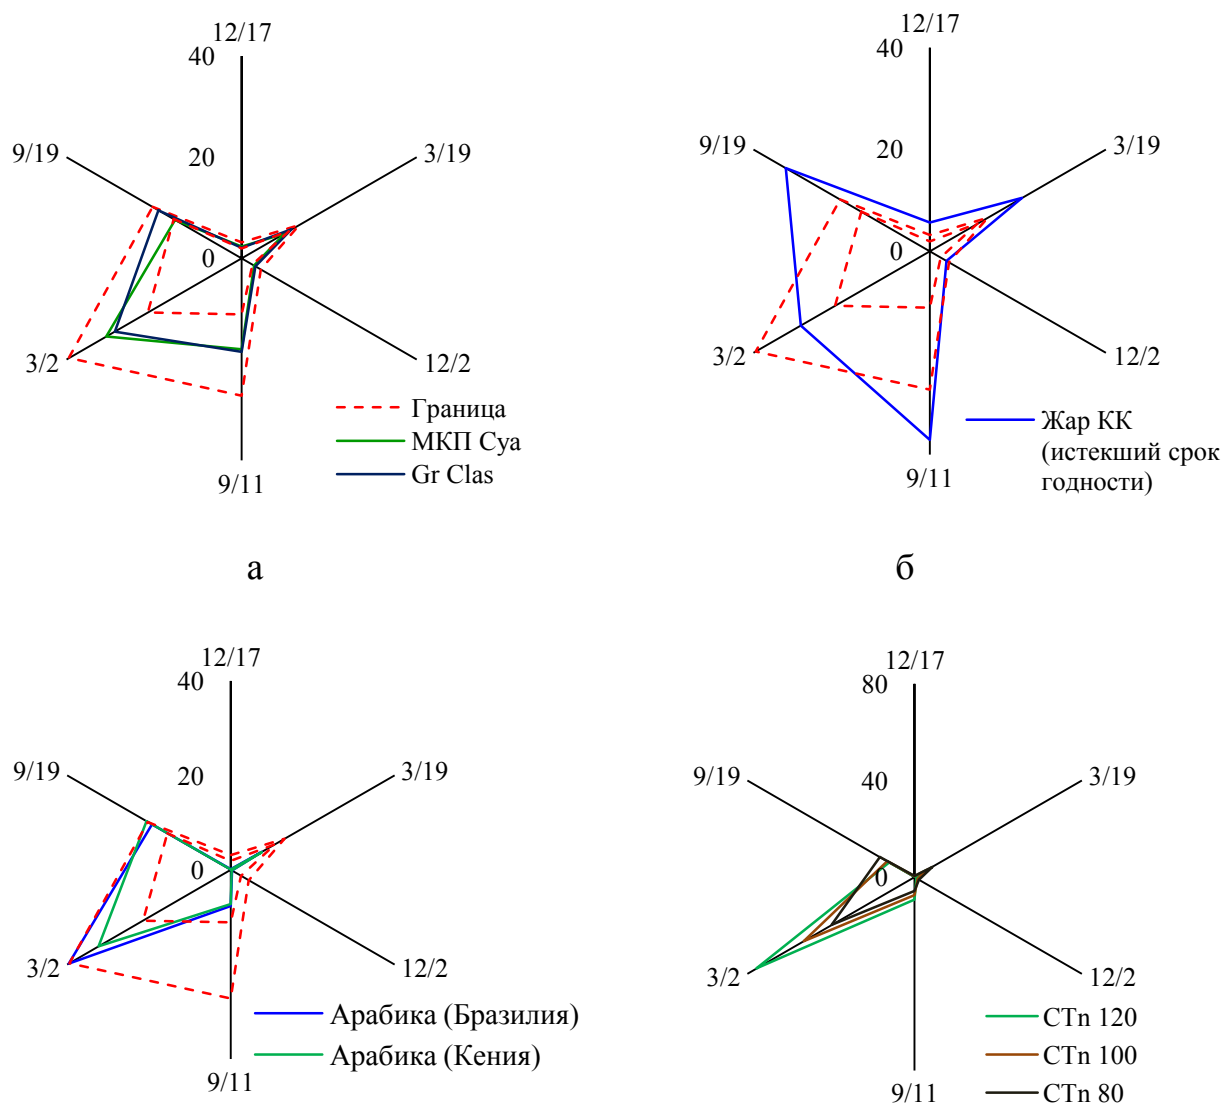 12/17
40
9/19
20
3/19
0
3/2
12/2
Граница
МКП Суа
Gr Clas
9/11
а
12/17
40
9/19
20
3/19
0
3/2
12/2
Жар КК
(истекший срок
годности)
9/11
б
12/17
40
9/19
20
3/19
0
3/2
12/2
Арабика (Бразилия)
Арабика (Кения)
9/11
12/17
80
9/19
40
3/19
0
3/2
12/2
СТп 120
СТп 100
СТп 80
9/11